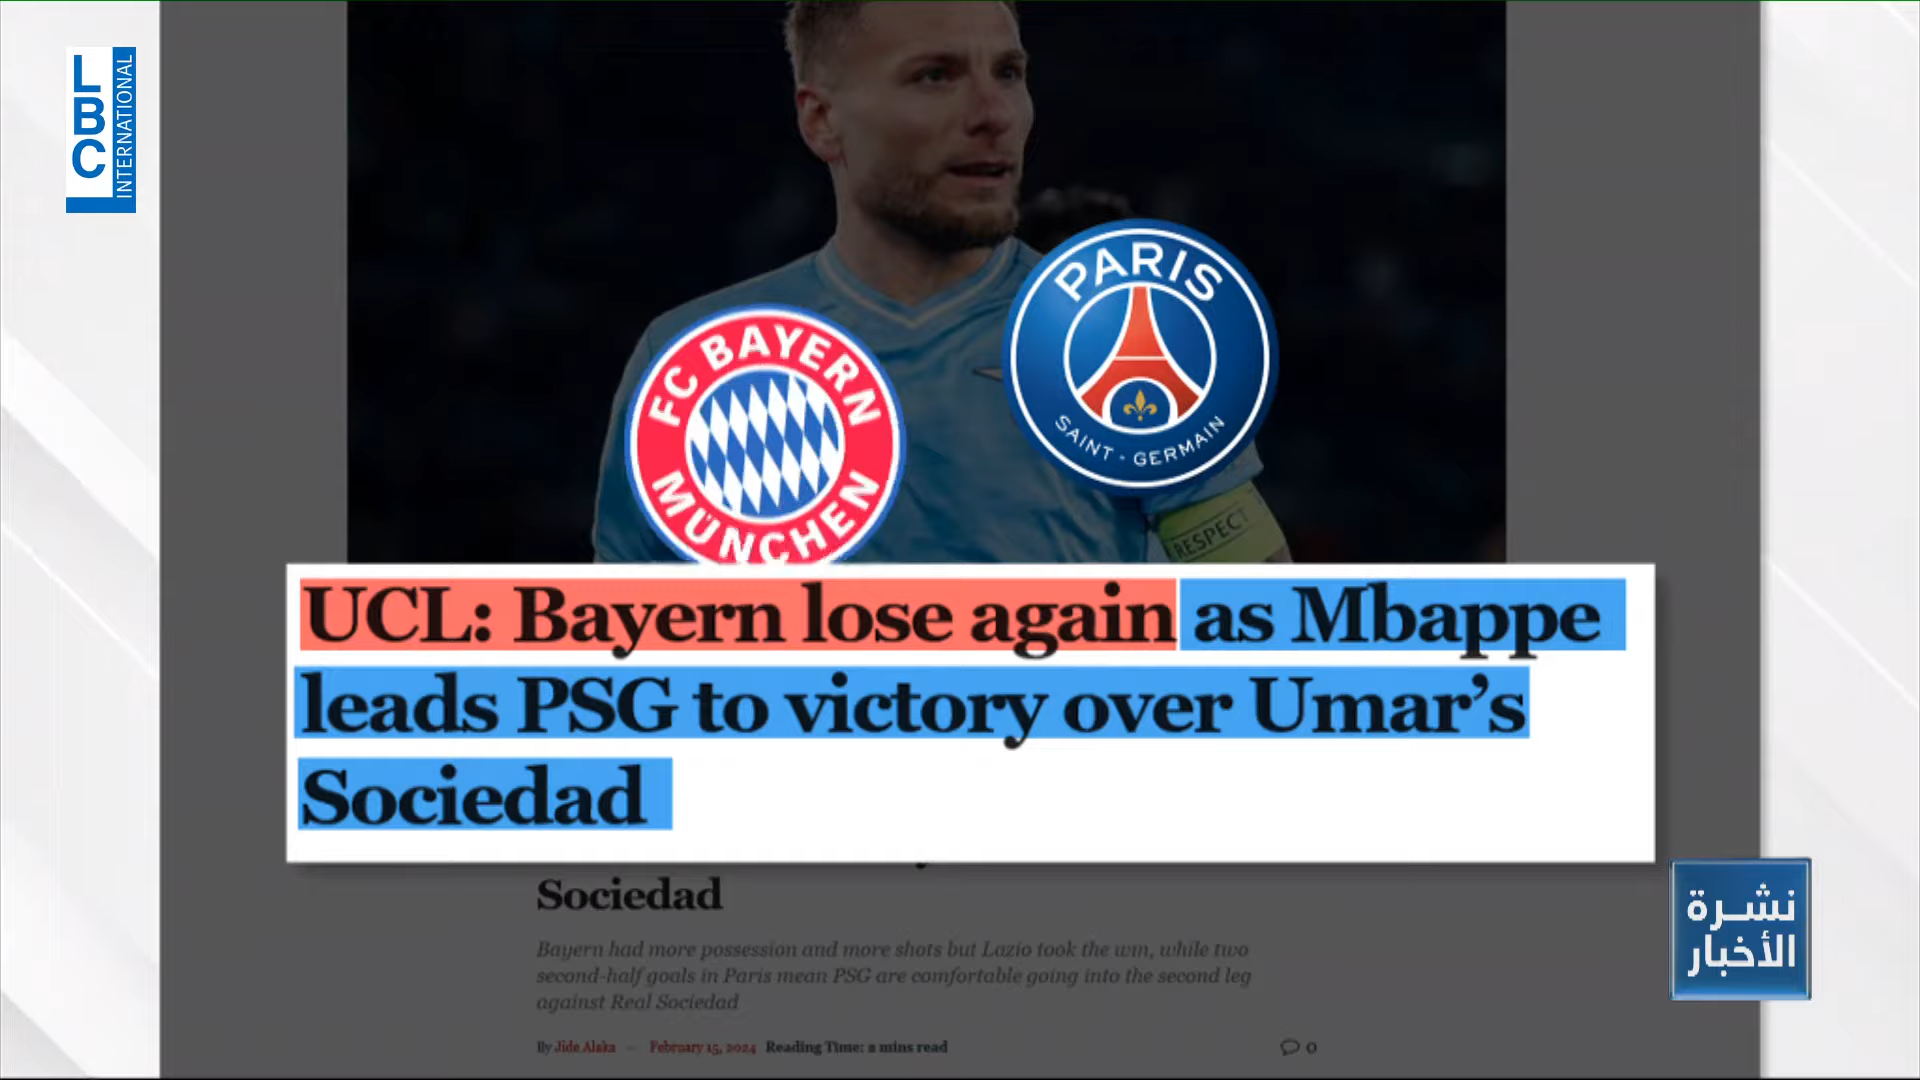 LBC
INTERNATIONAL
PARIS
SAINT - GERMAIN
FC BAYERN
MÜNCHEN
RESPECT
UCL: Bayern lose again as Mbappe
leads PSG to victory over Umar’s
Sociedad
Sociedad
Bayern had more possession and more shots but Lazio took the win, while two
second-half goals in Paris mean PSG are comfortable going into the second leg
against Real Sociedad
By Jide Alaka – February 15, 2024 Reading Time: 2 mins read
0
نشرة
الأخبار